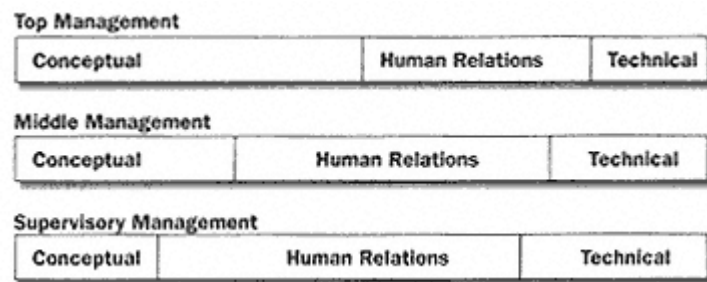 Top Management
Conceptual Human Relations Technical
Middle Management
Conceptual Human Relations Technical
Supervisory Management
Conceptual Human Relations Technical